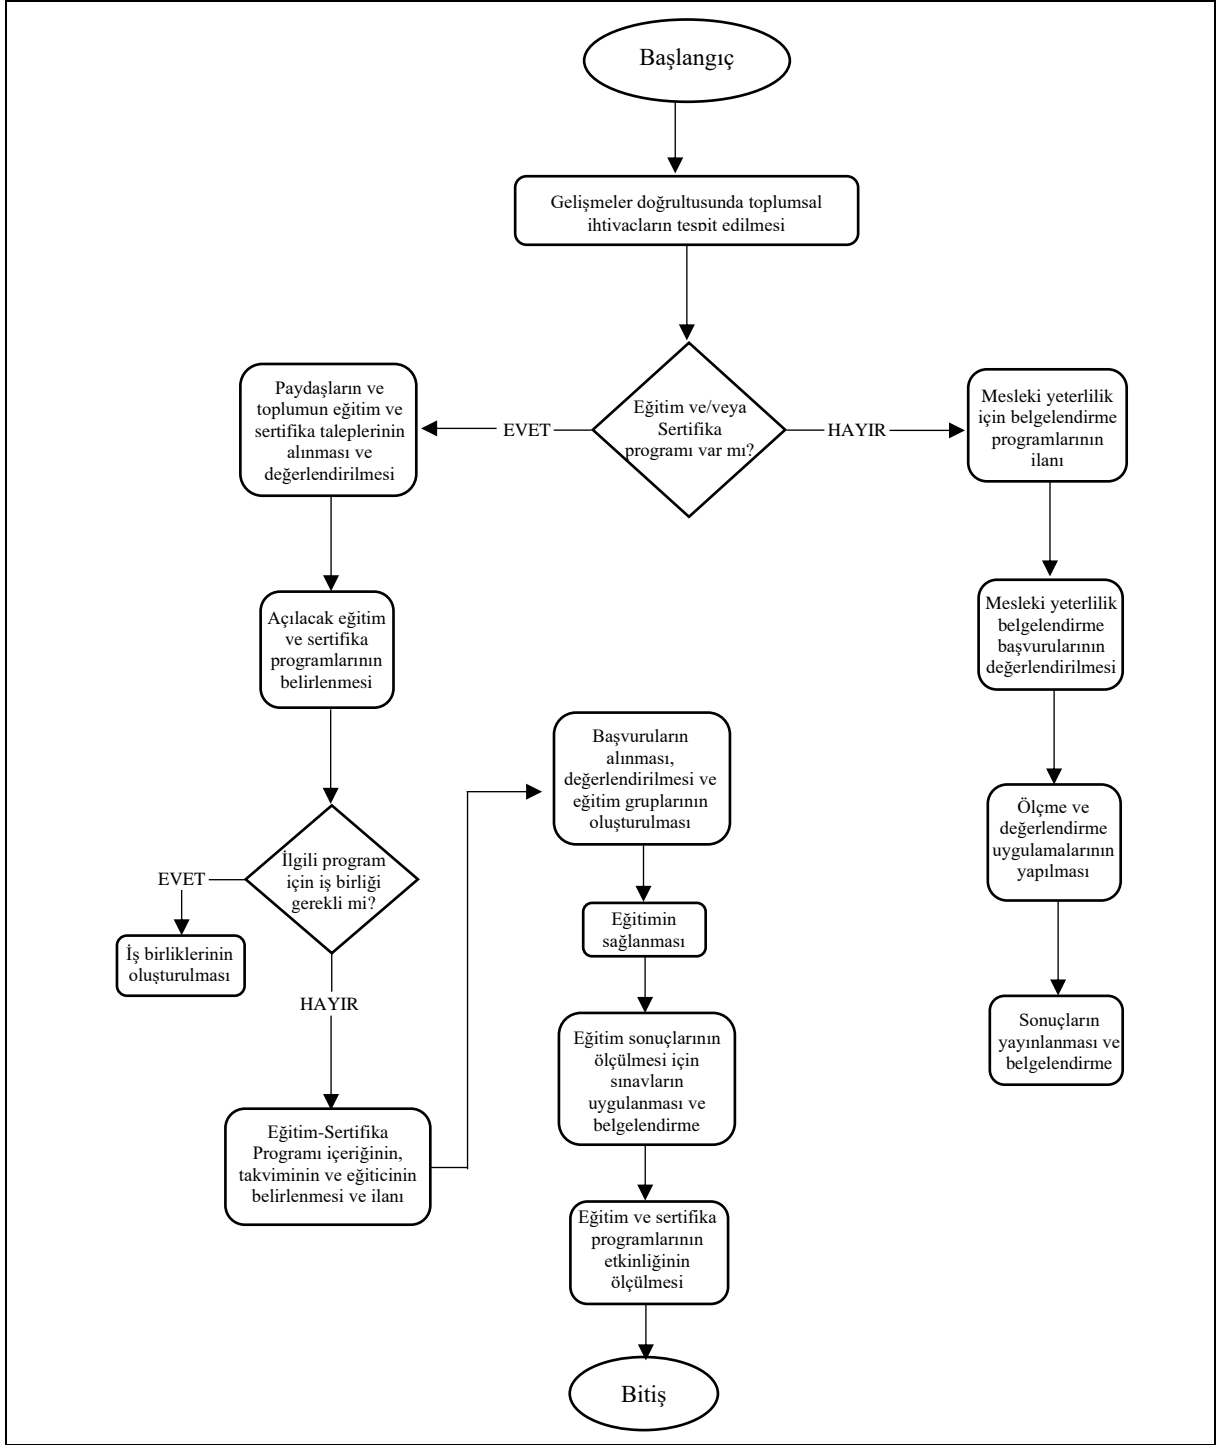 Başlangıç
Gelişmeler doğrultusunda toplumsal
ihtiyaçların tespit edilmesi
Eğitim ve/veya
Sertifika
programı var mı?
EVET
HAYIR
Paydaşların ve
toplumun eğitim ve
sertifika taleplerinin
alınması ve
değerlendirilmesi
Açılacak eğitim
ve sertifika
programlarının
belirlenmesi
İlgili program
için iş birliği
gerekli mi?
EVET
İş birliklerinin
oluşturulması
HAYIR
Eğitim-Sertifika
Programı içeriğinin,
takviminin ve eğiticinin
belirlenmesi ve ilanı
Başvuruların
alınması,
değerlendirilmesi ve
eğitim gruplarının
oluşturulması
Eğitimin
sağlanması
Eğitim sonuçlarının
ölçülmesi için
sınavların
uygulanması ve
belgelendirme
Eğitim ve sertifika
programlarının
etkinliğinin
ölçülmesi
Bitiş
Mesleki yeterlilik
için belgelendirme
programlarının
ilanı
Mesleki yeterlilik
belgelendirme
başvurularının
değerlendirilmesi
Ölçme ve
değerlendirme
uygulamalarının
yapılması
Sonuçların
yayınlanması ve
belgelendirme